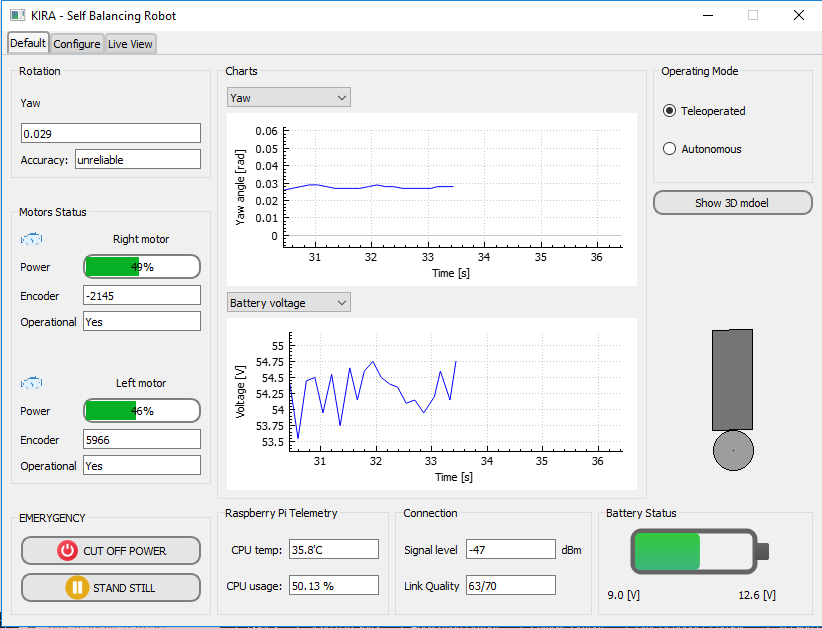 KIRA - Self Balancing Robot
Default Configure Live View
Rotation
Yaw
0.029
Accuracy: unreliable
Motors Status
Right motor
Power 49%
Encoder -2145
Operational Yes
Left motor
Power 46%
Encoder 5966
Operational Yes
EMERYGENCY
CUT OFF POWER
STAND STILL
Charts
Yaw
Yaw angle [rad]
0.06
0.05
0.04
0.03
0.02
0.01
0
31 32 33 34 35 36
Time [s]
Battery voltage
Voltage [V]
55
54.75
54.5
54.25
54
53.75
53.5
31 32 33 34 35 36
Time [s]
Raspberry Pi Telemetry
CPU temp: 35.8'C
CPU usage: 50.13 %
Connection
Signal level -47 dBm
Link Quality 63/70
Operating Mode
Teleoperated
Autonomous
Show 3D mdoel
Battery Status
9.0 [V] 12.6 [V]